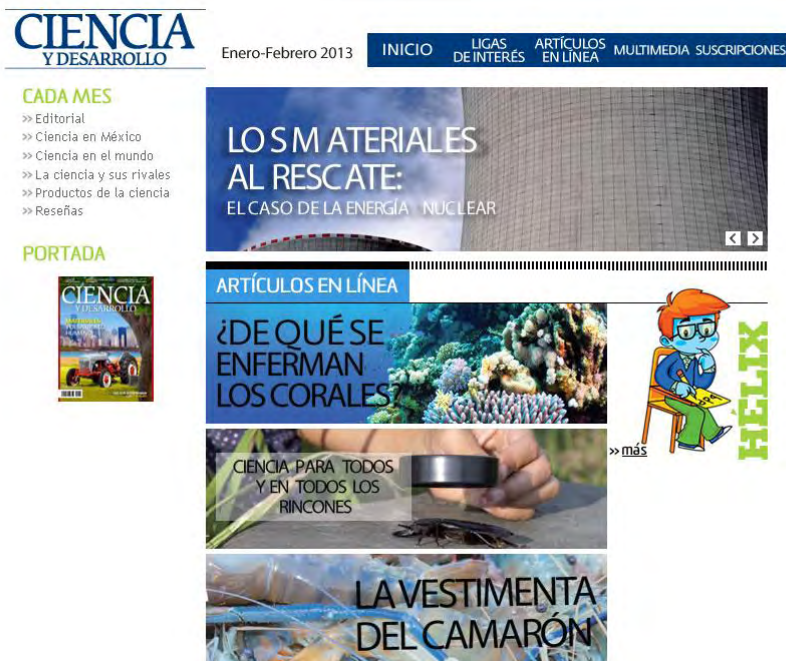 CIENCIA
Y DESARROLLO
Enero-Febrero 2013
INICIO
LIGAS
DE INTERÉS
ARTÍCULOS
EN LÍNEA
MULTIMEDIA
SUSCRIPCIONES
CADA MES
» Editorial
» Ciencia en México
» Ciencia en el mundo
» La ciencia y sus rivales
» Productos de la ciencia
» Reseñas
PORTADA
CIENCIA
Y DESARROLLO
LOS M ATERIALES
AL RESCATE:
EL CASO DE LA ENERGÍA NUCLEAR
ARTÍCULOS EN LÍNEA
¿DE QUÉ SE
ENFERMAN
LOS CORALES?
HÉLIX
» más
CIENCIA PARA TODOS
Y EN TODOS LOS
RINCONES
LA VESTIMENTA
DEL CAMARÓN